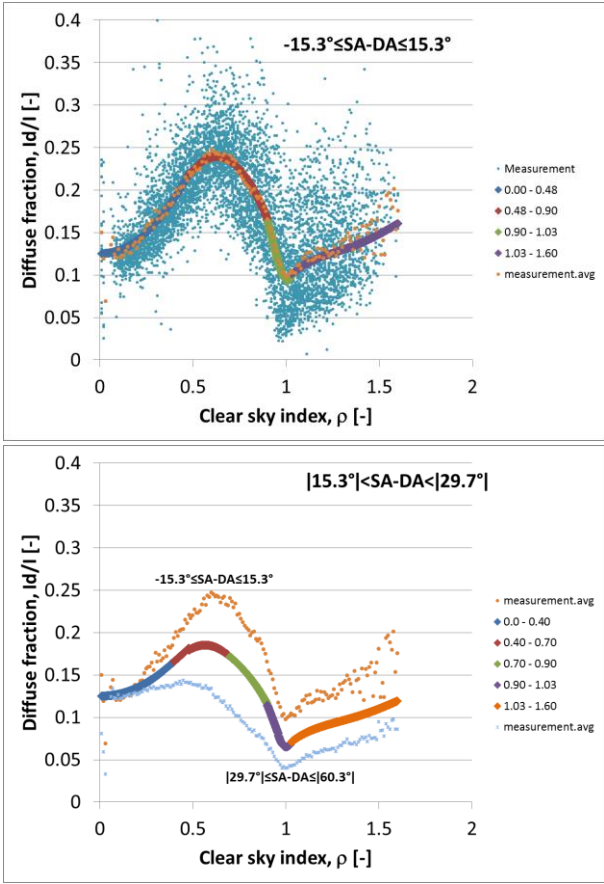 -15.3°≤SA-DA≤15.3°
Diffuse fraction, Id/I [-]
0.4
0.35
0.3
0.25
0.2
0.15
0.1
0.05
0
0
0.5
1
1.5
2
Clear sky index, ρ [-]
Measurement
0.00 - 0.48
0.48 - 0.90
0.90 - 1.03
1.03 - 1.60
measurement.avg
|15.3°|<SA-DA<|29.7°|
Diffuse fraction, Id/I [-]
0.4
0.35
0.3
0.25
0.2
0.15
0.1
0.05
0
-15.3°≤SA-DA≤15.3°
|29.7°|≤SA-DA≤|60.3°|
0
0.5
1
1.5
2
Clear sky index, ρ [-]
measurement.avg
0.0 - 0.40
0.40 - 0.70
0.70 - 0.90
0.90 - 1.03
1.03 - 1.60
measurement.avg